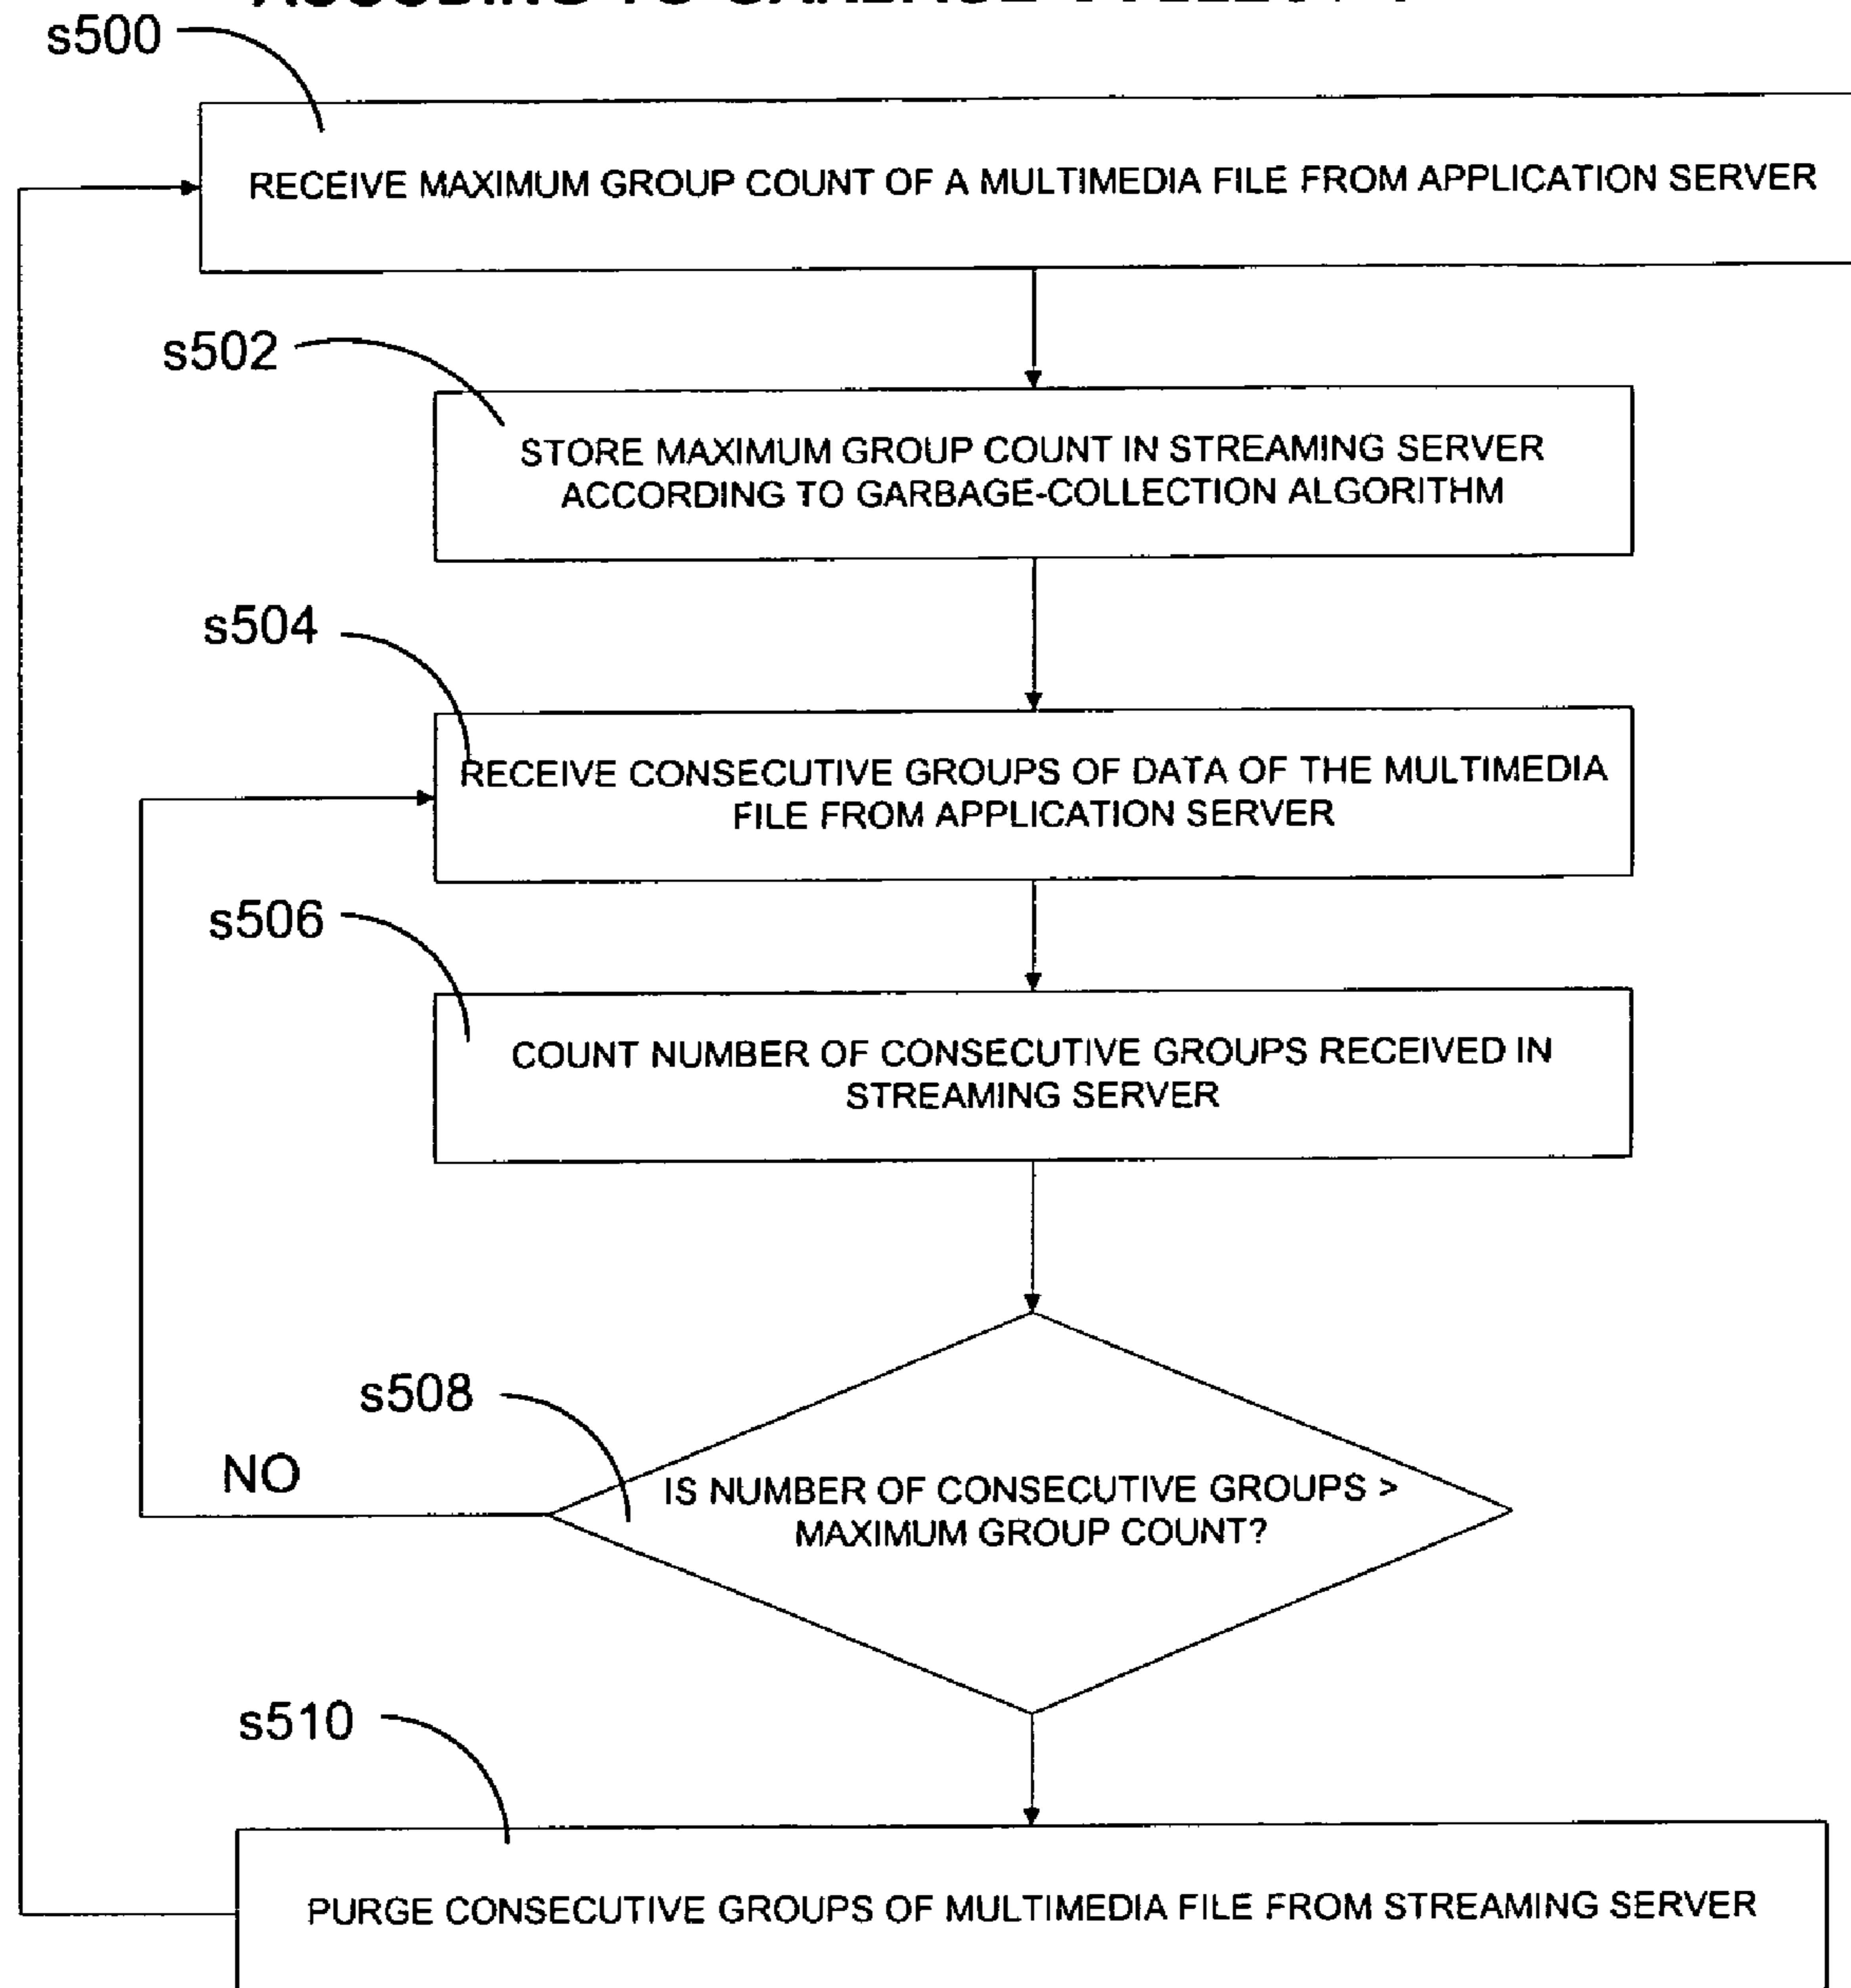 s500
RECEIVE MAXIMUM GROUP COUNT OF A MULTIMEDIA FILE FROM APPLICATION SERVER
s502
STORE MAXIMUM GROUP COUNT IN STREAMING SERVER
ACCORDING TO GARBAGE-COLLECTION ALGORITHM
s504
RECEIVE CONSECUTIVE GROUPS OF DATA OF THE MULTIMEDIA
FILE FROM APPLICATION SERVER
s506
COUNT NUMBER OF CONSECUTIVE GROUPS RECEIVED IN
STREAMING SERVER
s508
NO
IS NUMBER OF CONSECUTIVE GROUPS >
MAXIMUM GROUP COUNT?
s510
PURGE CONSECUTIVE GROUPS OF MULTIMEDIA FILE FROM STREAMING SERVER